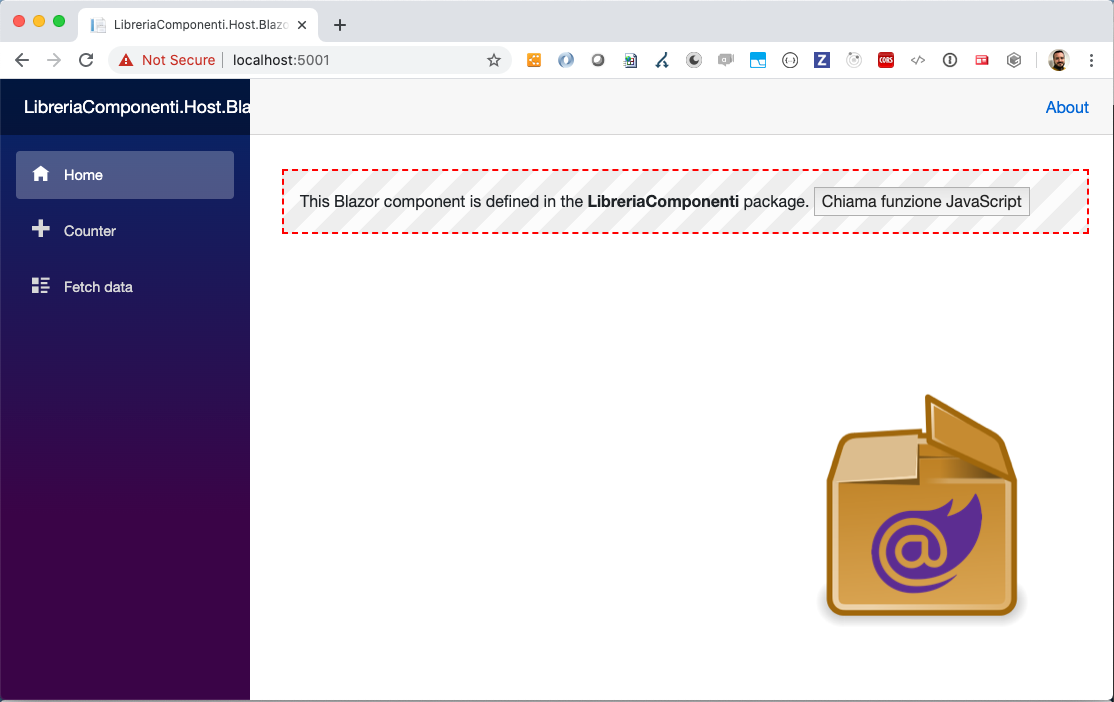 LibreriaComponenti.Host.Blazo
Not Secure localhost:5001
CORS
LibreriaComponenti.Host.Bla
About
Home
Counter
Fetch data
This Blazor component is defined in the LibreriaComponenti package. Chiama funzione JavaScript
@